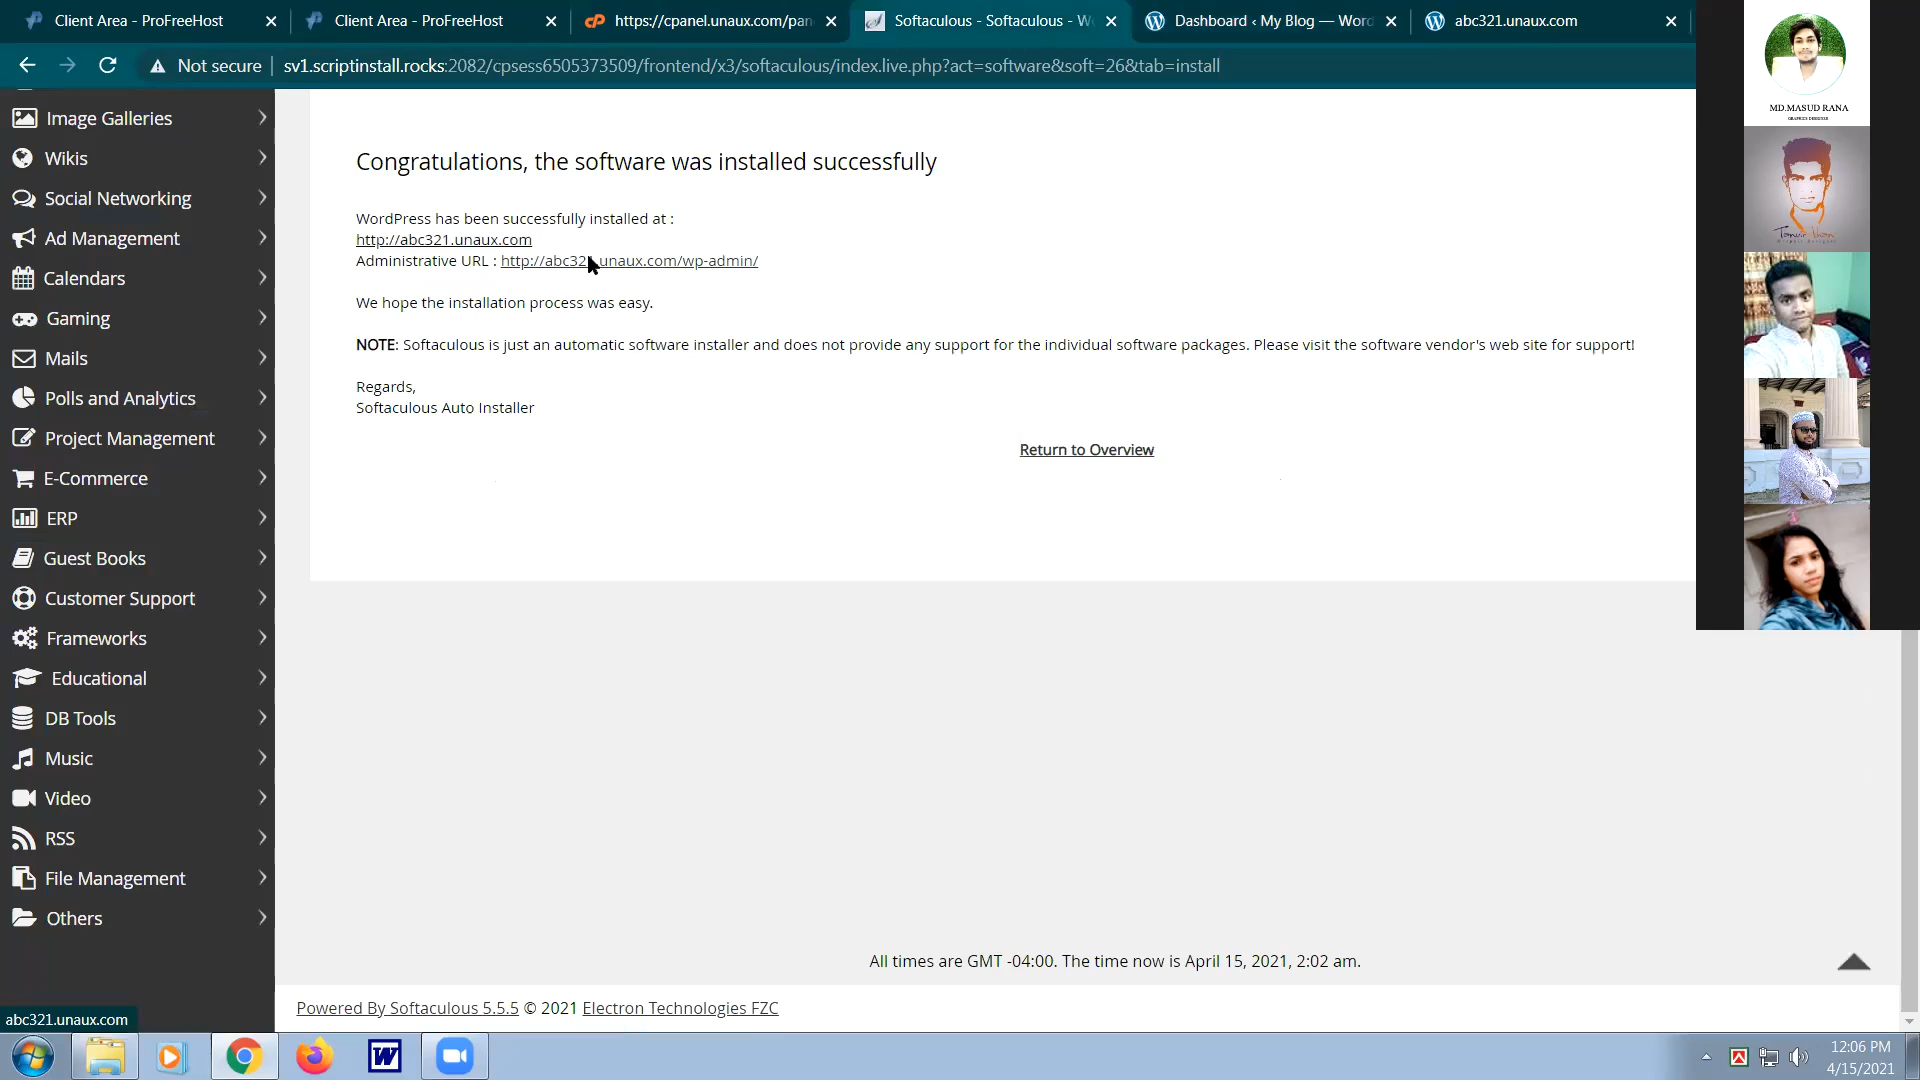 Client Area - ProFreeHost
Client Area - ProFreeHost
https://cpanel.unaux.com/pan
Softaculous - Softaculous - W
Dashboard ‹ My Blog — Word
abc321.unaux.com
Not secure
sv1.scriptinstall.rocks:2082/cpsess6505373509/frontend/x3/softaculous/index.live.php?act=software&soft=26&tab=install
Image Galleries
Wikis
Social Networking
Ad Management
Calendars
Gaming
Mails
Polls and Analytics
Project Management
E-Commerce
ERP
Guest Books
Customer Support
Frameworks
Educational
DB Tools
Music
Video
RSS
File Management
Others
abc321.unaux.com
Congratulations, the software was installed successfully
WordPress has been successfully installed at :
http://abc321.unaux.com
Administrative URL : http://abc321.unaux.com/wp-admin/
We hope the installation process was easy.
NOTE: Softaculous is just an automatic software installer and does not provide any support for the individual software packages. Please visit the software vendor's web site for support!
Regards,
Softaculous Auto Installer
Return to Overview
All times are GMT -04:00. The time now is April 15, 2021, 2:02 am.
Powered By Softaculous 5.5.5 © 2021 Electron Technologies FZC
MD.MASUD RANA
GRAPHICS DESIGNER
12:06 PM
4/15/2021